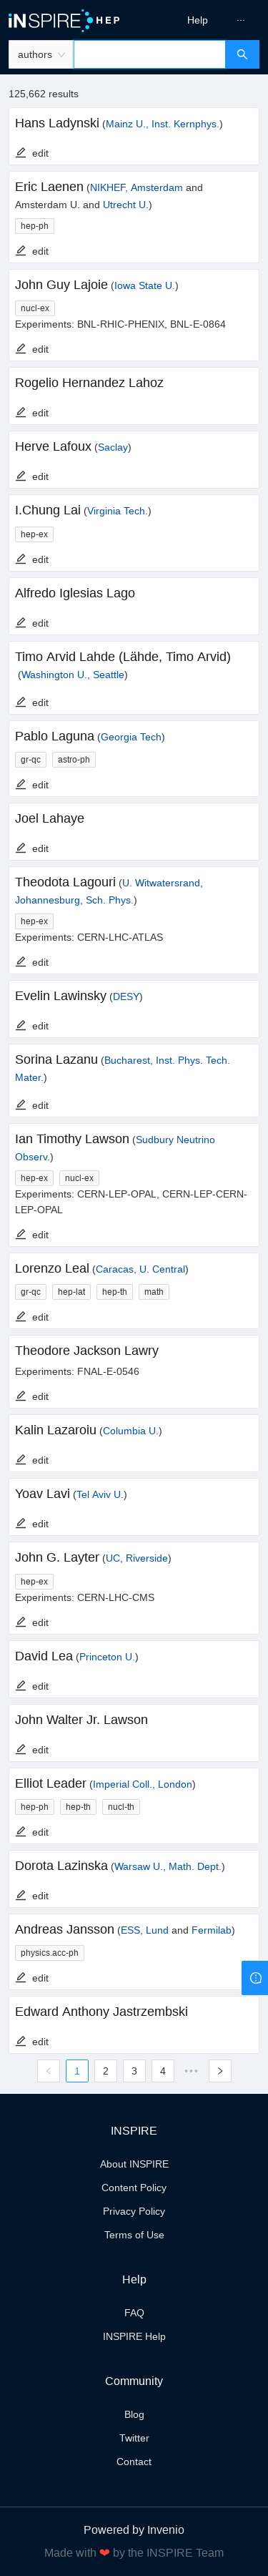 iNSPIRE HEP
Help
···
authors
125,662 results
Hans Ladynski (Mainz U., Inst. Kernphys.)
edit
Eric Laenen (NIKHEF, Amsterdam and
Amsterdam U. and Utrecht U.)
hep-ph
edit
John Guy Lajoie (Iowa State U.)
nucl-ex
Experiments: BNL-RHIC-PHENIX, BNL-E-0864
edit
Rogelio Hernandez Lahoz
edit
Herve Lafoux (Saclay)
edit
I.Chung Lai (Virginia Tech.)
hep-ex
edit
Alfredo Iglesias Lago
edit
Timo Arvid Lahde (Lähde, Timo Arvid)
(Washington U., Seattle)
edit
Pablo Laguna (Georgia Tech)
gr-qc astro-ph
edit
Joel Lahaye
edit
Theodota Lagouri (U. Witwatersrand,
Johannesburg, Sch. Phys.)
hep-ex
Experiments: CERN-LHC-ATLAS
edit
Evelin Lawinsky (DESY)
edit
Sorina Lazanu (Bucharest, Inst. Phys. Tech.
Mater.)
edit
Ian Timothy Lawson (Sudbury Neutrino
Observ.)
hep-ex nucl-ex
Experiments: CERN-LEP-OPAL, CERN-LEP-CERN-
LEP-OPAL
edit
Lorenzo Leal (Caracas, U. Central)
gr-qc hep-lat hep-th math
edit
Theodore Jackson Lawry
Experiments: FNAL-E-0546
edit
Kalin Lazaroiu (Columbia U.)
edit
Yoav Lavi (Tel Aviv U.)
edit
John G. Layter (UC, Riverside)
hep-ex
Experiments: CERN-LHC-CMS
edit
David Lea (Princeton U.)
edit
John Walter Jr. Lawson
edit
Elliot Leader (Imperial Coll., London)
hep-ph hep-th nucl-th
edit
Dorota Lazinska (Warsaw U., Math. Dept.)
edit
Andreas Jansson (ESS, Lund and Fermilab)
physics.acc-ph
edit
Edward Anthony Jastrzembski
edit
1 2 3 4 •••
INSPIRE
About INSPIRE
Content Policy
Privacy Policy
Terms of Use
Help
FAQ
INSPIRE Help
Community
Blog
Twitter
Contact
Powered by Invenio
Made with ❤ by the INSPIRE Team